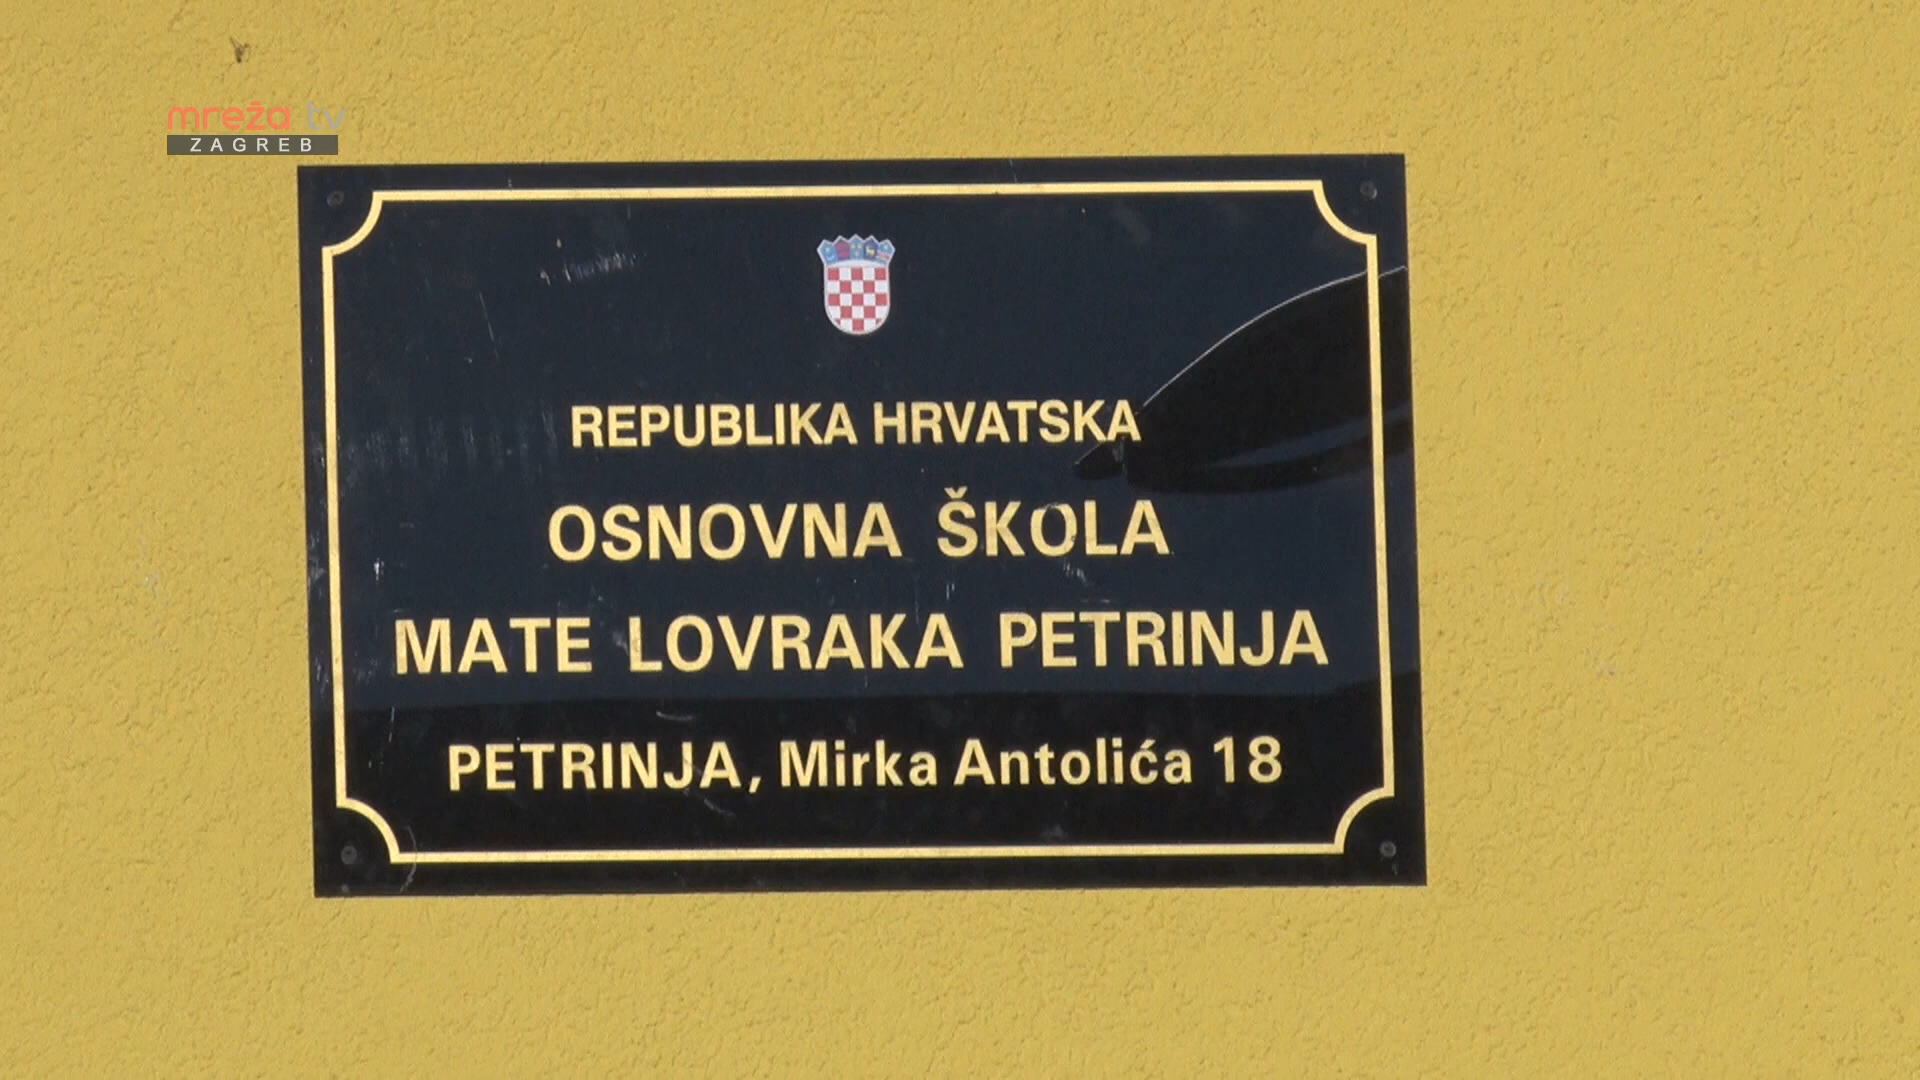 mreža tv
ZAGREB
REPUBLIKA HRVATSKA
OSNOVNA ŠKOLA
MATE LOVRAKA PETRINJA
PETRINJA, Mirka Antolića 18